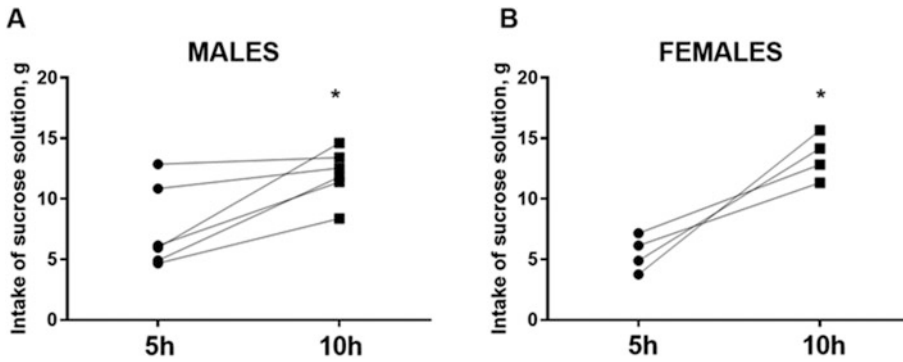 A
MALES
Intake of sucrose solution, g
20
15
10
5
0
*
5h
10h
B
FEMALES
Intake of sucrose solution, g
20
15
10
5
0
*
5h
10h